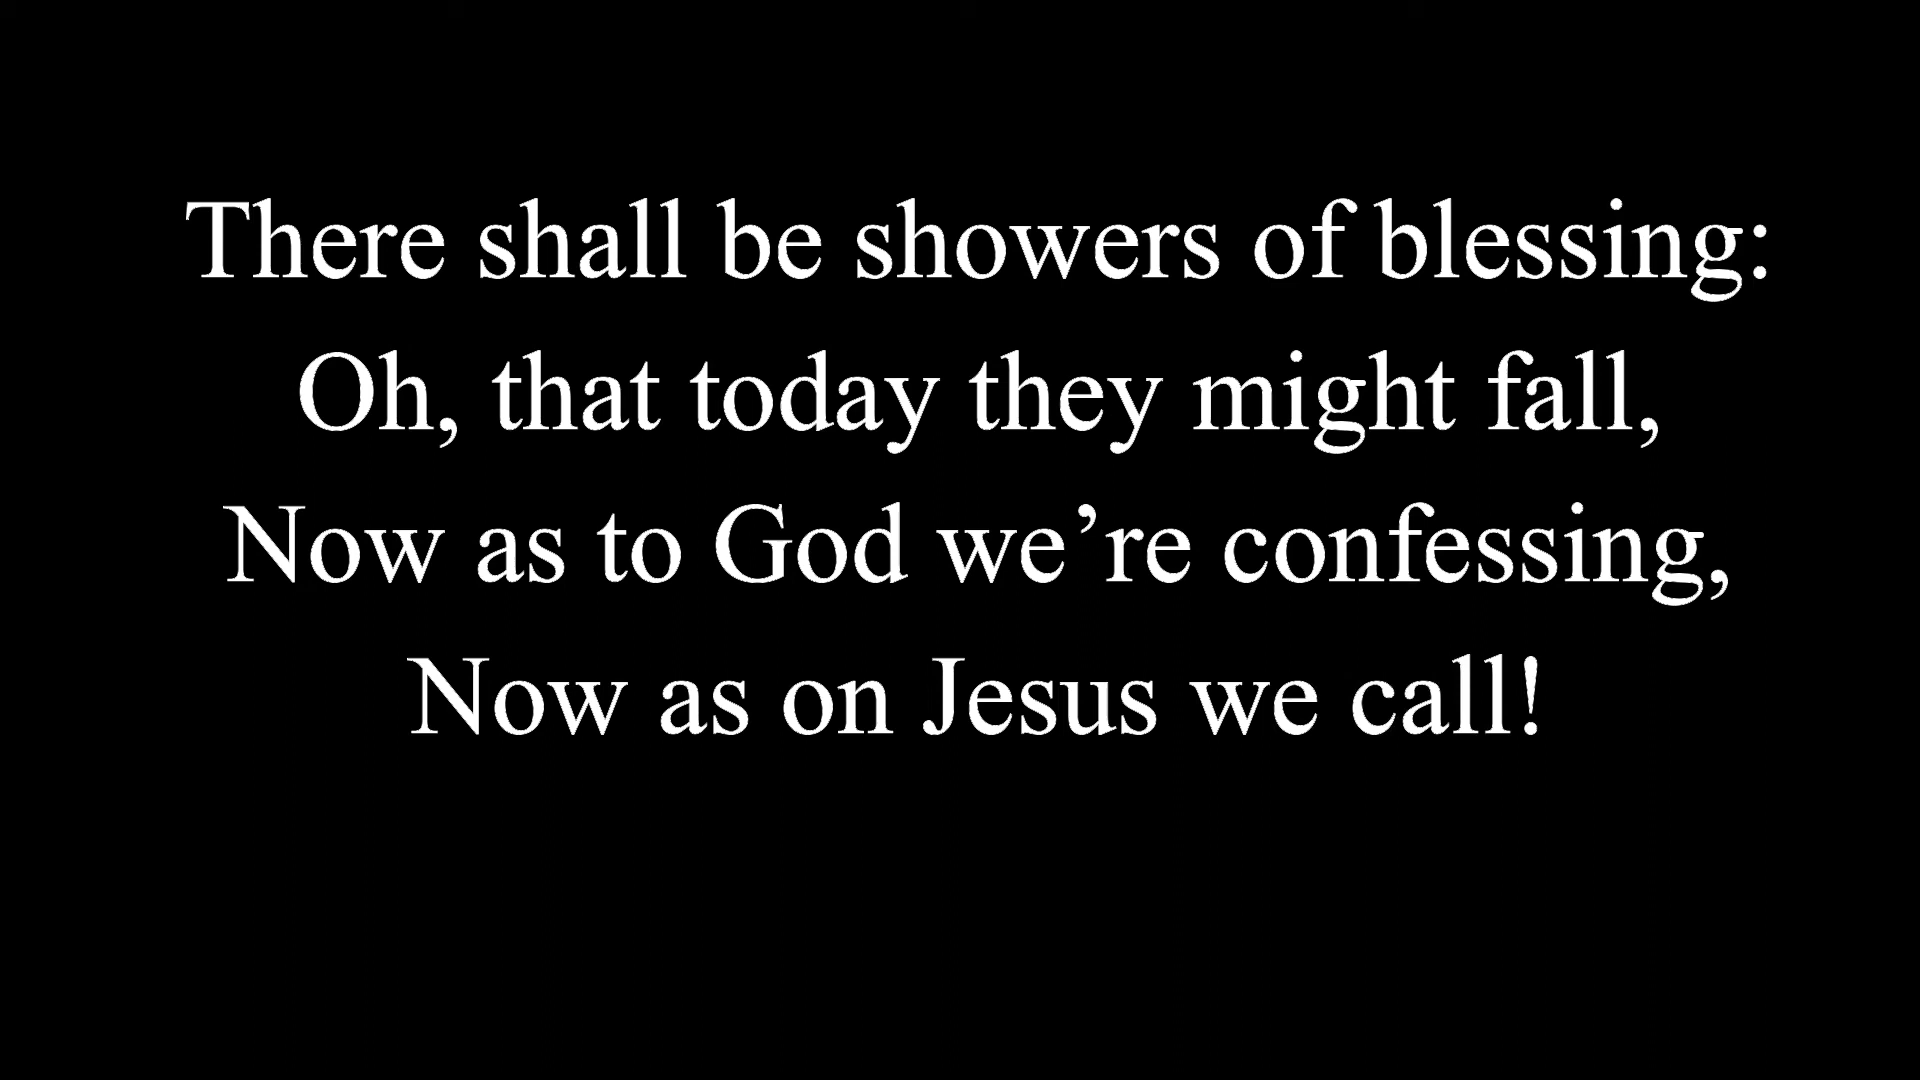 There shall be showers of blessing:
Oh, that today they might fall,
Now as to God we’re confessing,
Now as on Jesus we call!